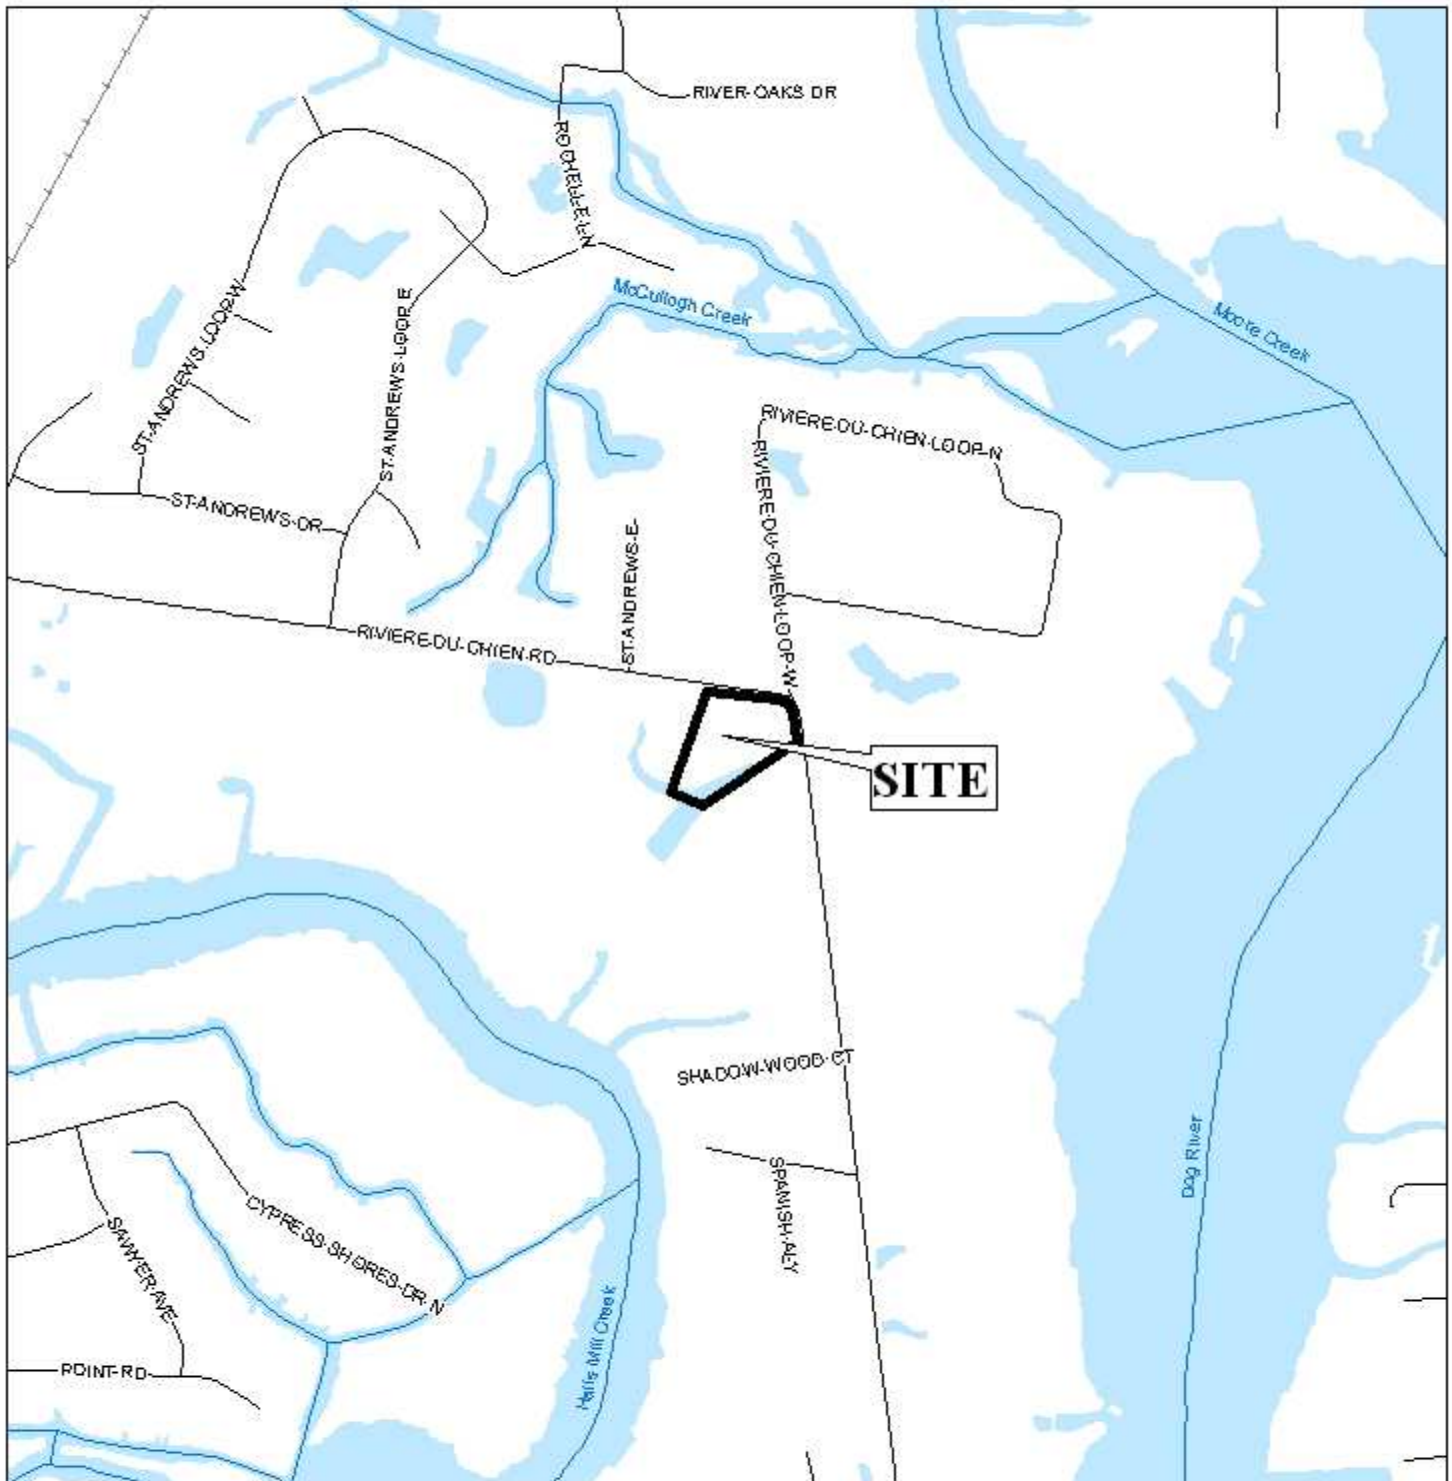 RIVER-OAKS DR
ROCHELLE-LN
McCullogh Creek
Moore Creek
ST-ANDREWS-LOOP-W
ST-ANDREWS-LOOP-E
RIVIERE-DU-CHIEN-LOOP-N
RIVIERE-DU-CHIEN-LOOP-W
ST-ANDREWS-DR
ST-ANDREWS-E
RIVIERE-DU-CHIEN-RD
SITE
SHADOW-WOOD-CT
SPANISH-ALY
Dog River
CYPRESS-SHORES-DR-N
SAWYER-AVE
Halls Mill Creek
POINT-RD